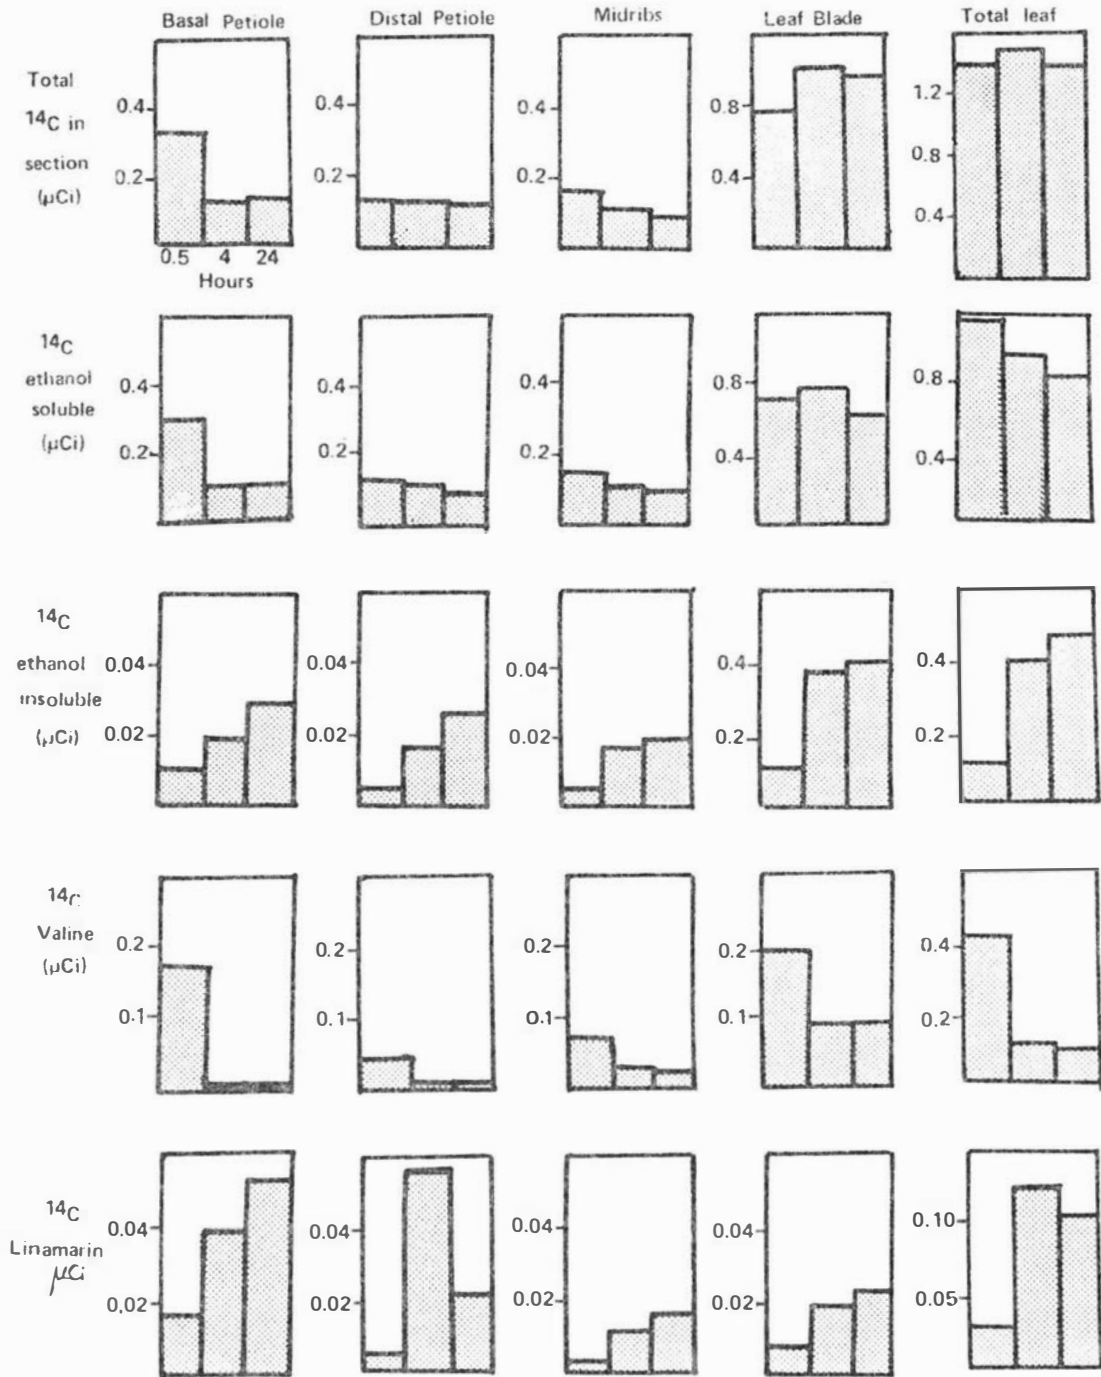 Basal Petiole Distal Petiole Midribs Leaf Blade Total leaf
Total
14C in
section
(μCi)
0.4
0.2
0.4
0.2
0.4
0.2
0.8
0.4
1.2
0.8
0.4
0.5 4 24
Hours
14C
ethanol
soluble
(μCi)
0.4
0.2
0.4
0.2
0.4
0.2
0.8
0.4
0.8
0.4
14C
ethanol
insoluble
(μCi)
0.04
0.02
0.04
0.02
0.04
0.02
0.4
0.2
0.4
0.2
14C
Valine
(μCi)
0.2
0.1
0.2
0.1
0.2
0.1
0.2
0.1
0.4
0.2
14C
Linamarin
μCi
0.04
0.02
0.04
0.02
0.04
0.02
0.04
0.02
0.10
0.05